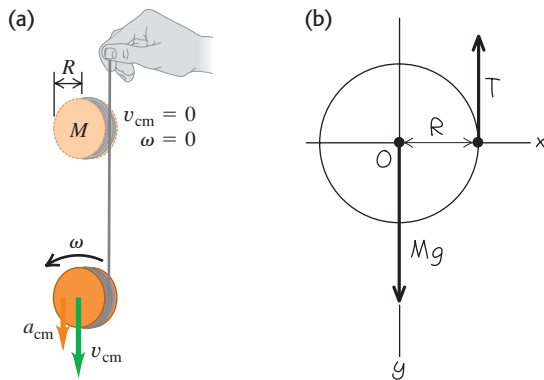 (a)
R
M
v_cm = 0
ω = 0
ω
a_cm
v_cm
(b)
T
R
x
O
Mg
y